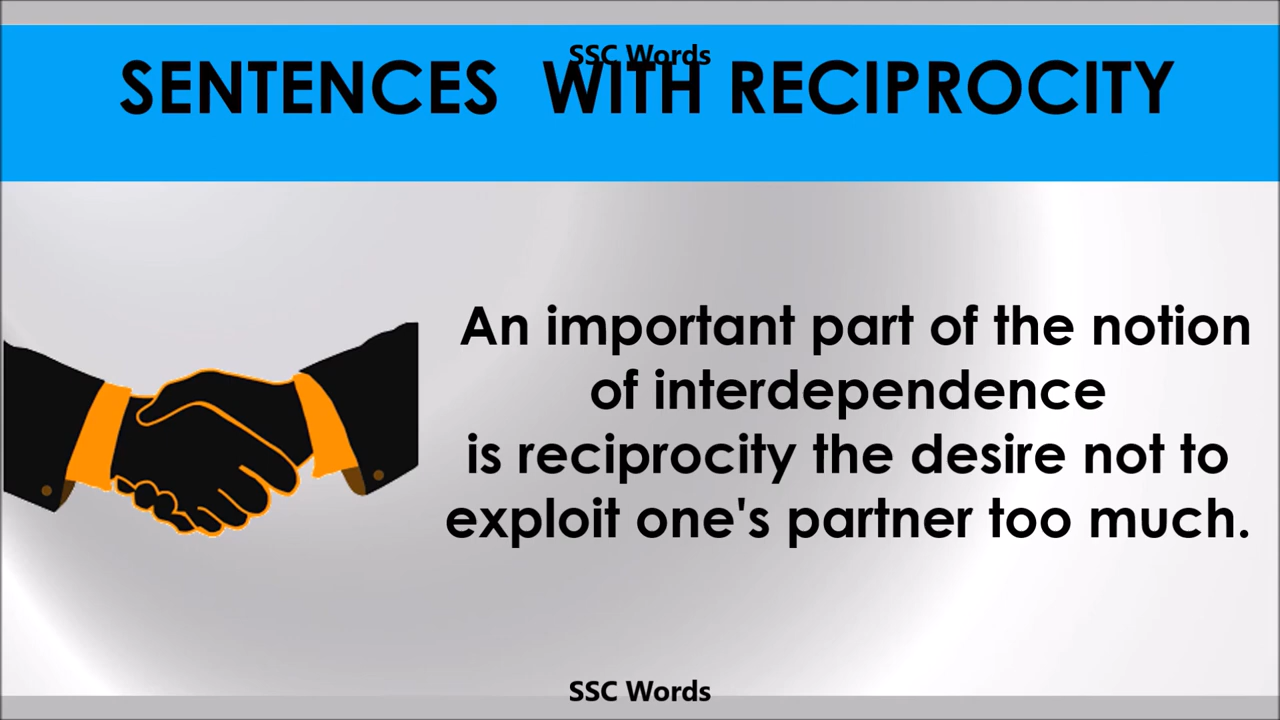 SSC Words
SENTENCES WITH RECIPROCITY
An important part of the notion
of interdependence
is reciprocity the desire not to
exploit one's partner too much.
SSC Words